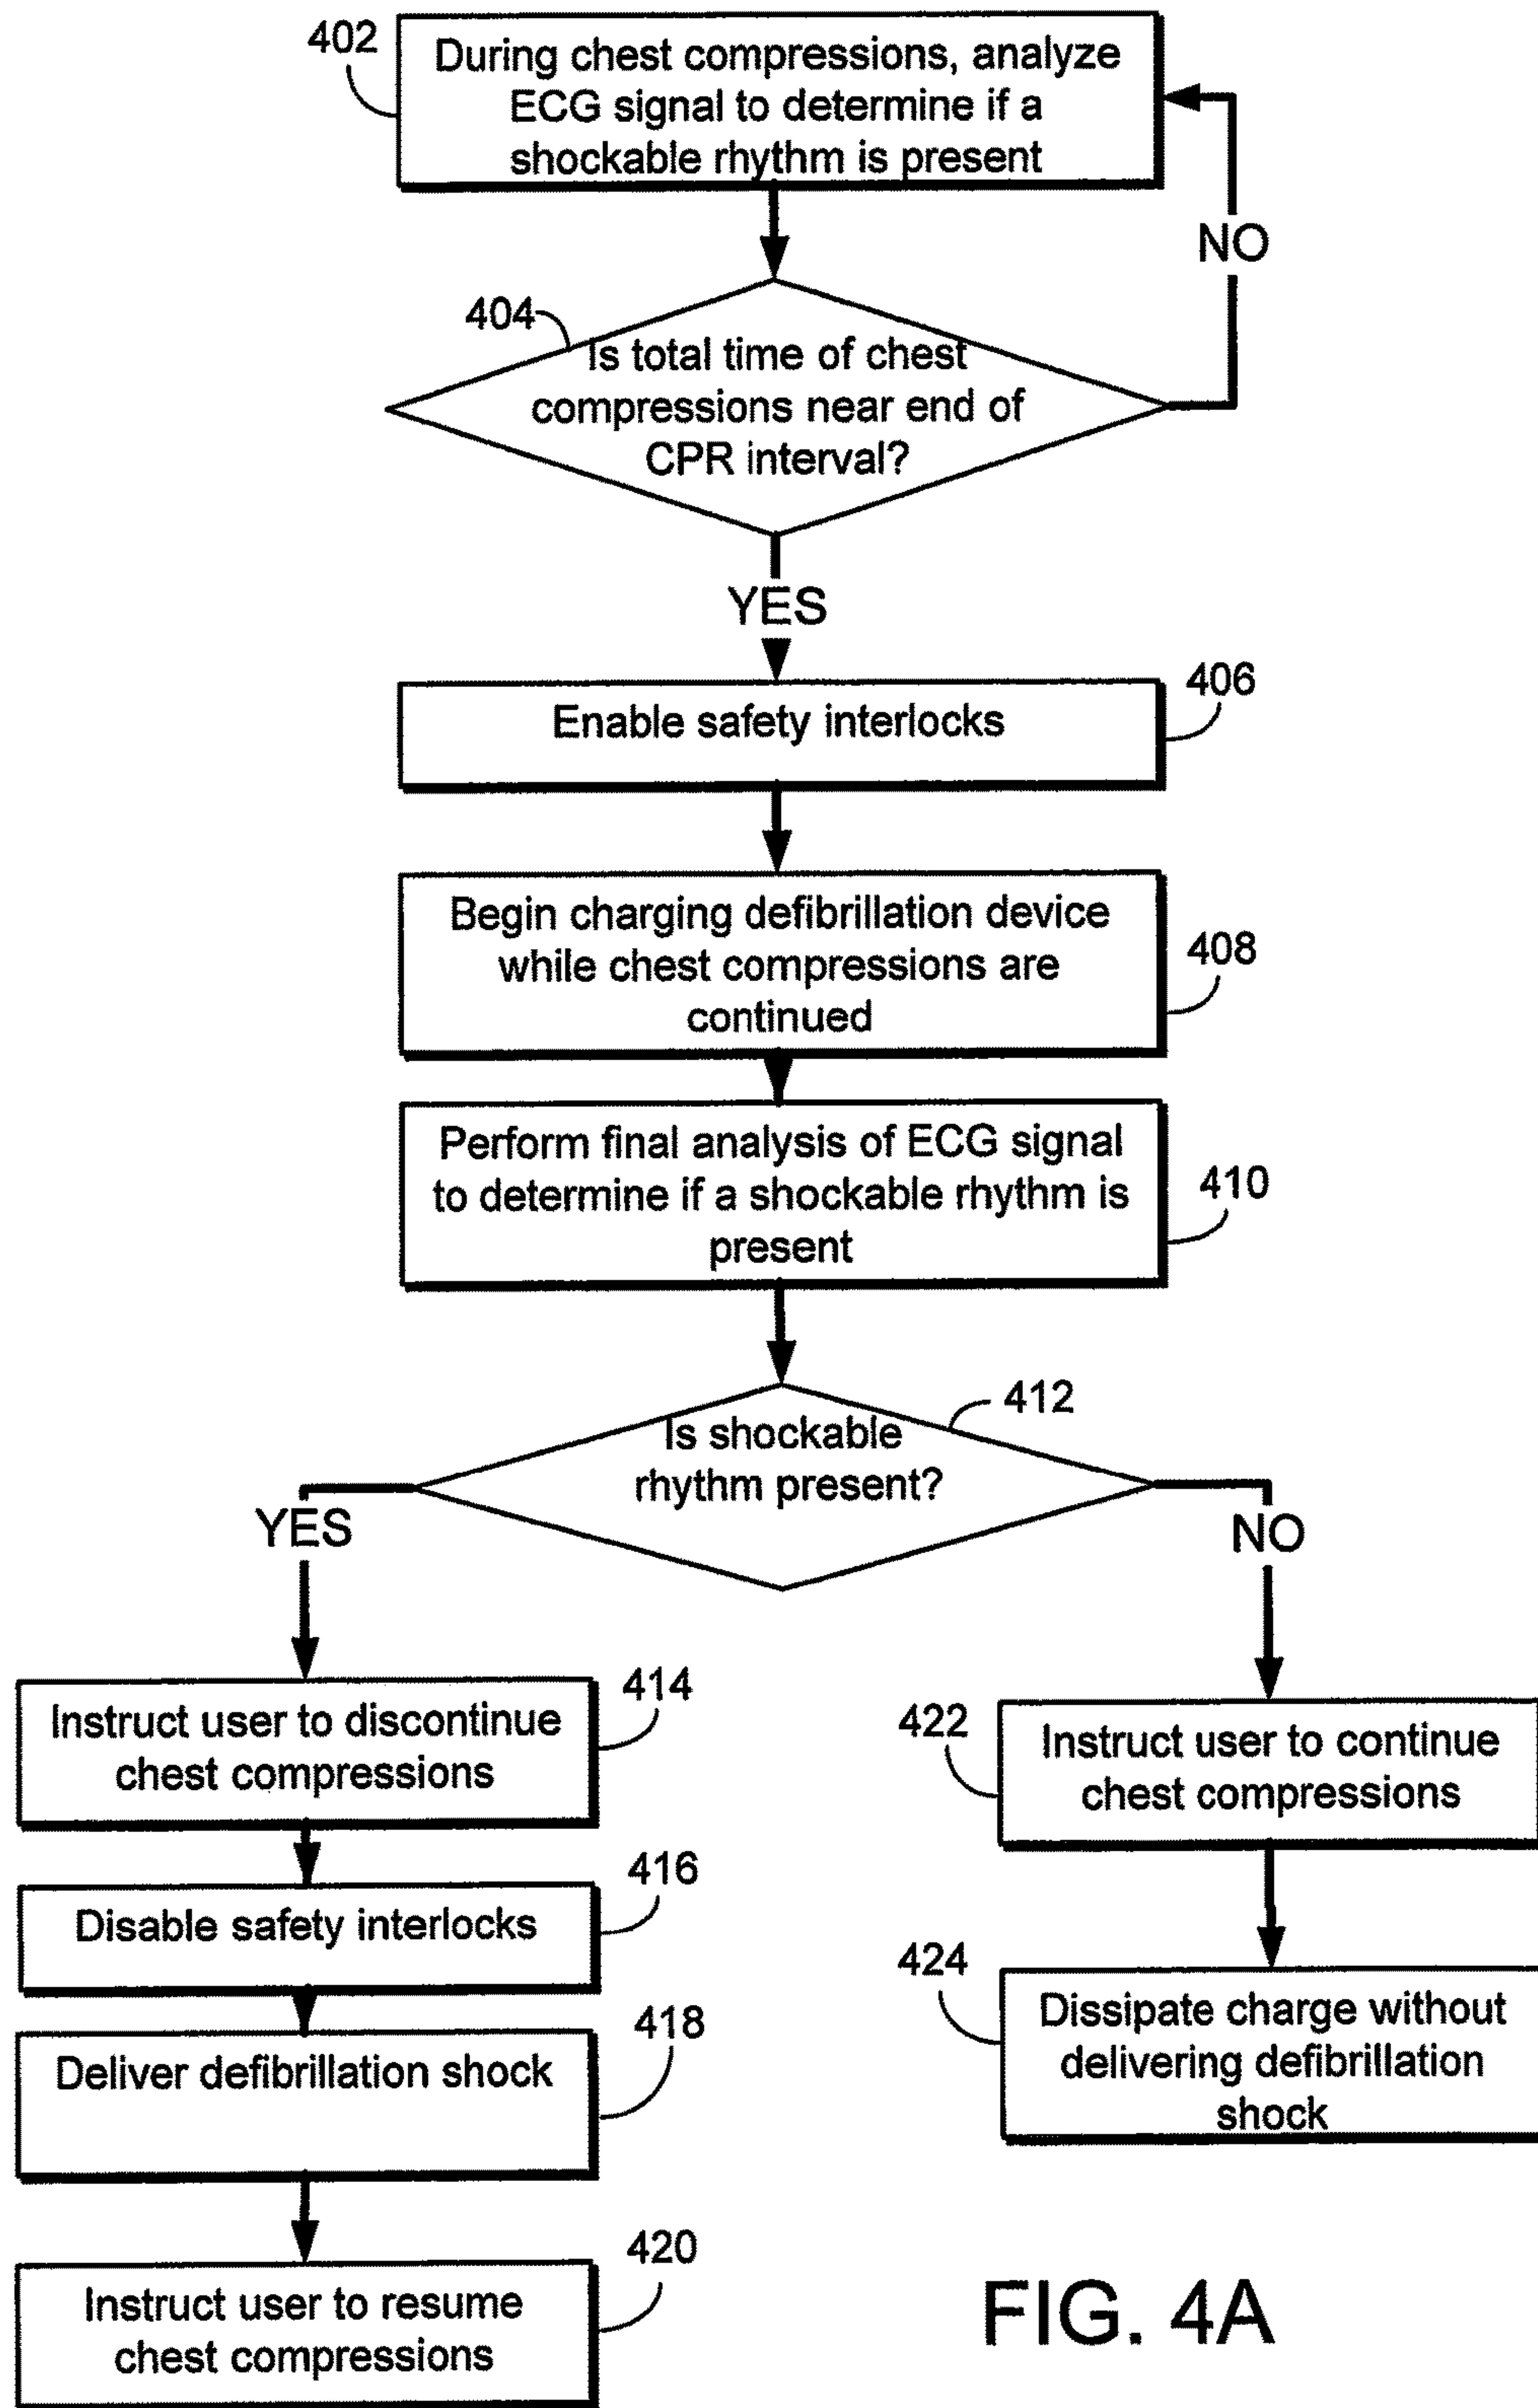 402
During chest compressions, analyze
ECG signal to determine if a
shockable rhythm is present
NO
404
Is total time of chest
compressions near end of
CPR interval?
YES
406
Enable safety interlocks
Begin charging defibrillation device
while chest compressions are
continued
408
Perform final analysis of ECG signal
to determine if a shockable rhythm is
present
410
412
Is shockable
rhythm present?
YES
NO
414
Instruct user to discontinue
chest compressions
422
Instruct user to continue
chest compressions
416
Disable safety interlocks
424
Dissipate charge without
delivering defibrillation
shock
418
Deliver defibrillation shock
420
Instruct user to resume
chest compressions
FIG. 4A